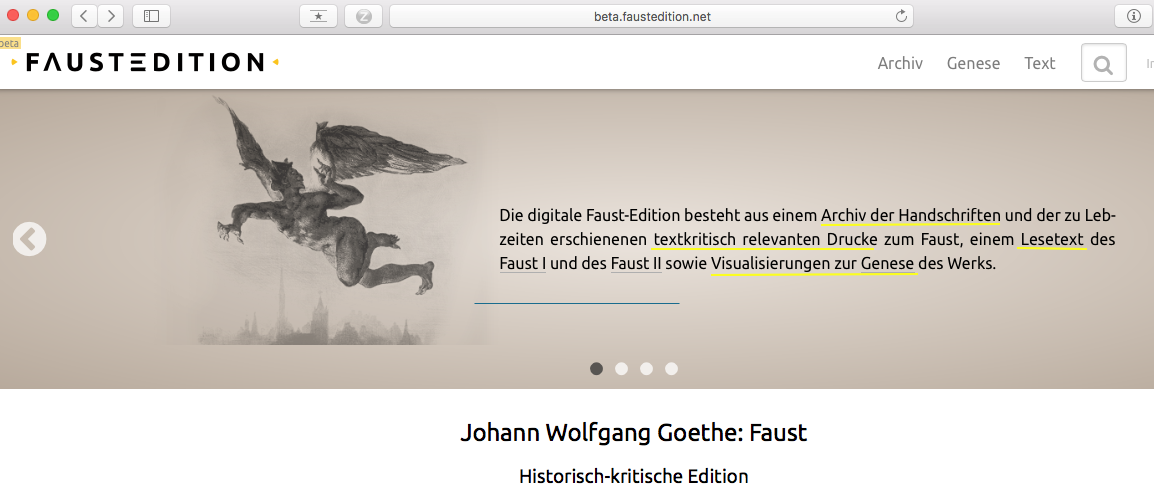 beta.faustedition.net
beta
FAUSTEDITION
Archiv
Genese
Text
Die digitale Faust-Edition besteht aus einem Archiv der Handschriften und der zu Leb-
zeiten erschienenen textkritisch relevanten Drucke zum Faust, einem Lesetext des
Faust I und des Faust II sowie Visualisierungen zur Genese des Werks.
Johann Wolfgang Goethe: Faust
Historisch-kritische Edition